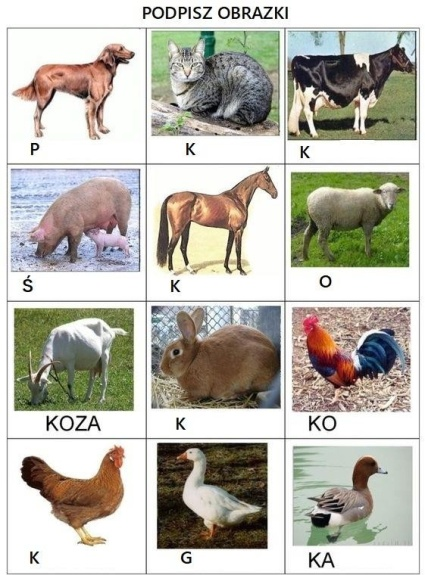 PODPISZ OBRAZKI
P K K
Ś K O
KOZA K KO
K G KA